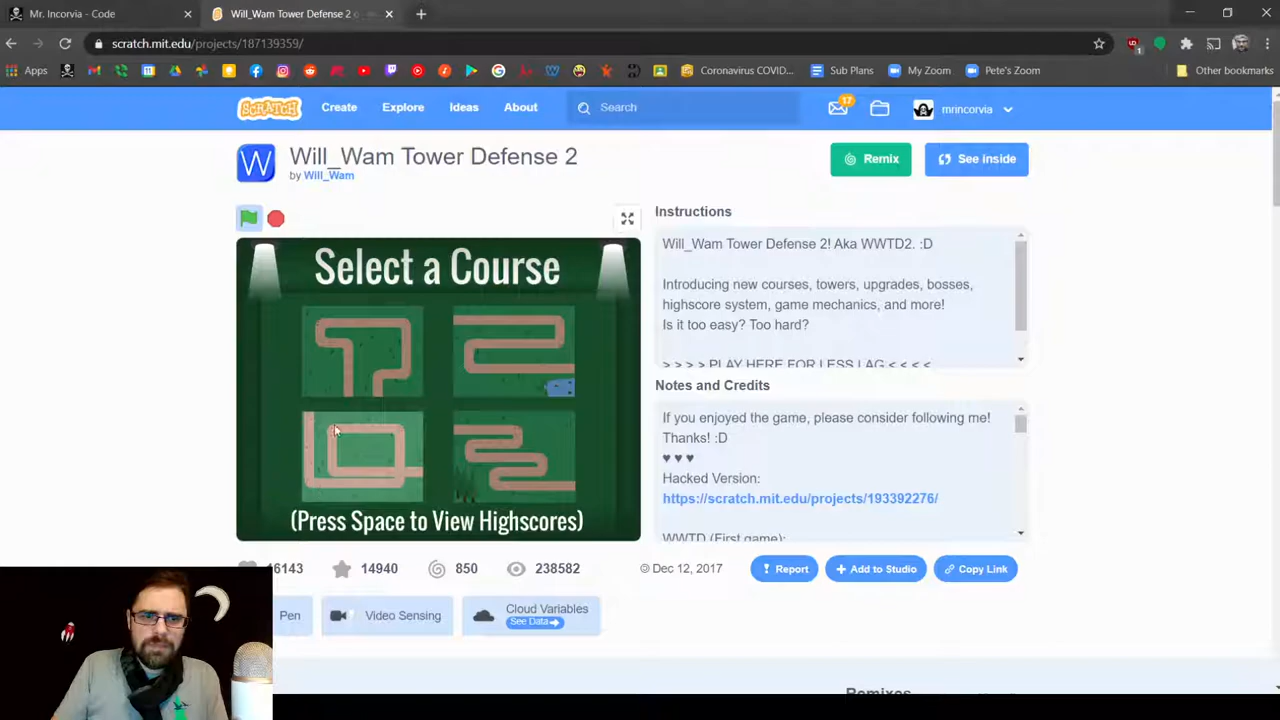 Mr. Incorvia - Code
Will_Wam Tower Defense 2 o
scratch.mit.edu/projects/187139359/
Apps
Coronavirus COVID...
Sub Plans
My Zoom
Pete's Zoom
Other bookmarks
SCRATCH
Create
Explore
Ideas
About
Search
17
mrincorvia
W
Will_Wam Tower Defense 2
by Will_Wam
Remix
See inside
Select a Course
(Press Space to View Highscores)
Instructions
Will_Wam Tower Defense 2! Aka WWTD2. :D
Introducing new courses, towers, upgrades, bosses,
highscore system, game mechanics, and more!
Is it too easy? Too hard?
> > > > PLAY HERE FOR LESS LAG < < < <
Notes and Credits
If you enjoyed the game, please consider following me!
Thanks! :D
♥ ♥ ♥
Hacked Version:
https://scratch.mit.edu/projects/193392276/
WWTD (First game):
16143
14940
850
238582
© Dec 12, 2017
Report
Add to Studio
Copy Link
Pen
Video Sensing
Cloud Variables
See Data
Remixes